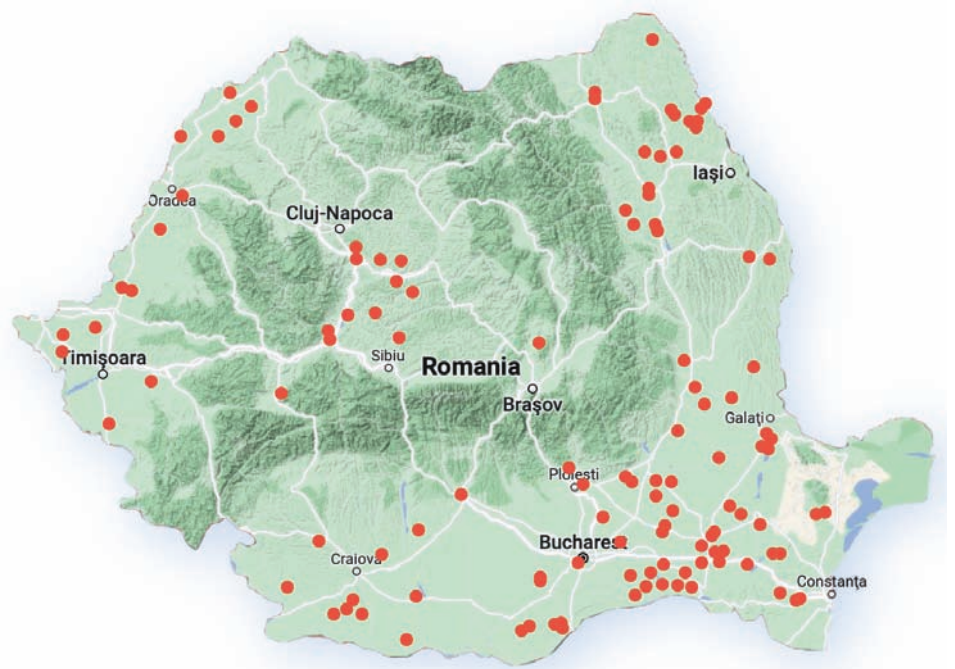 Iași
Oradea
Cluj-Napoca
Timișoara
Sibiu
Romania
Brașov
Galați
Ploiești
Bucharest
Craiova
Constanța